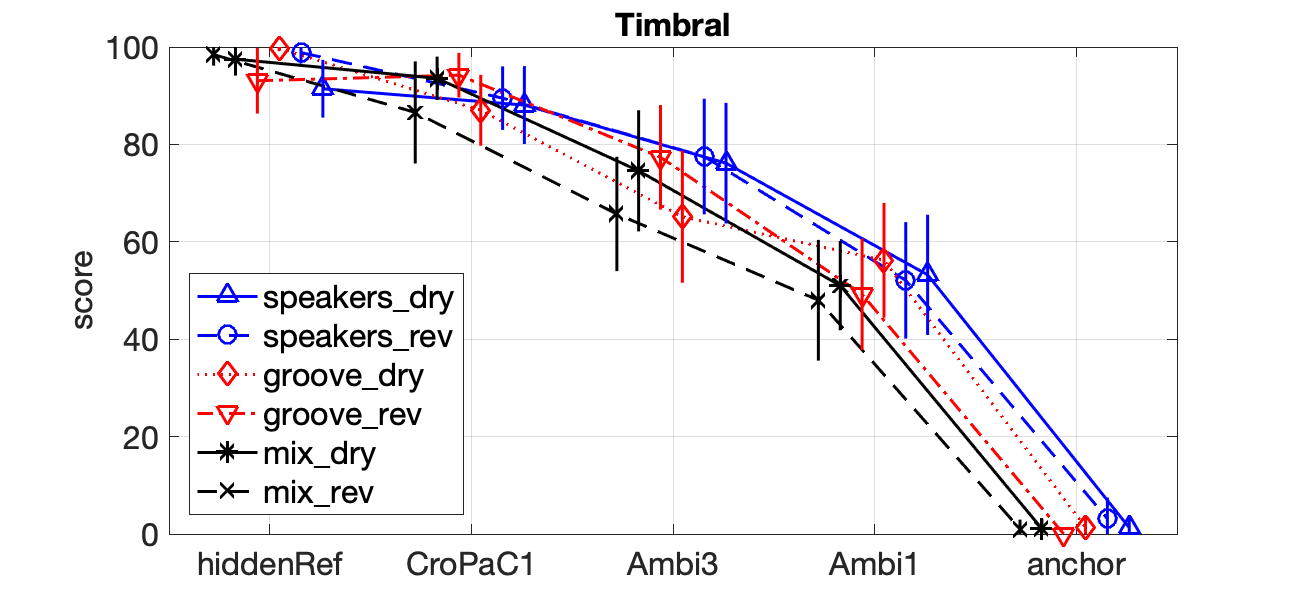 Timbral
100
80
60
40
20
0
score
speakers_dry
speakers_rev
groove_dry
groove_rev
mix_dry
mix_rev
hiddenRef CroPaC1 Ambi3 Ambi1 anchor